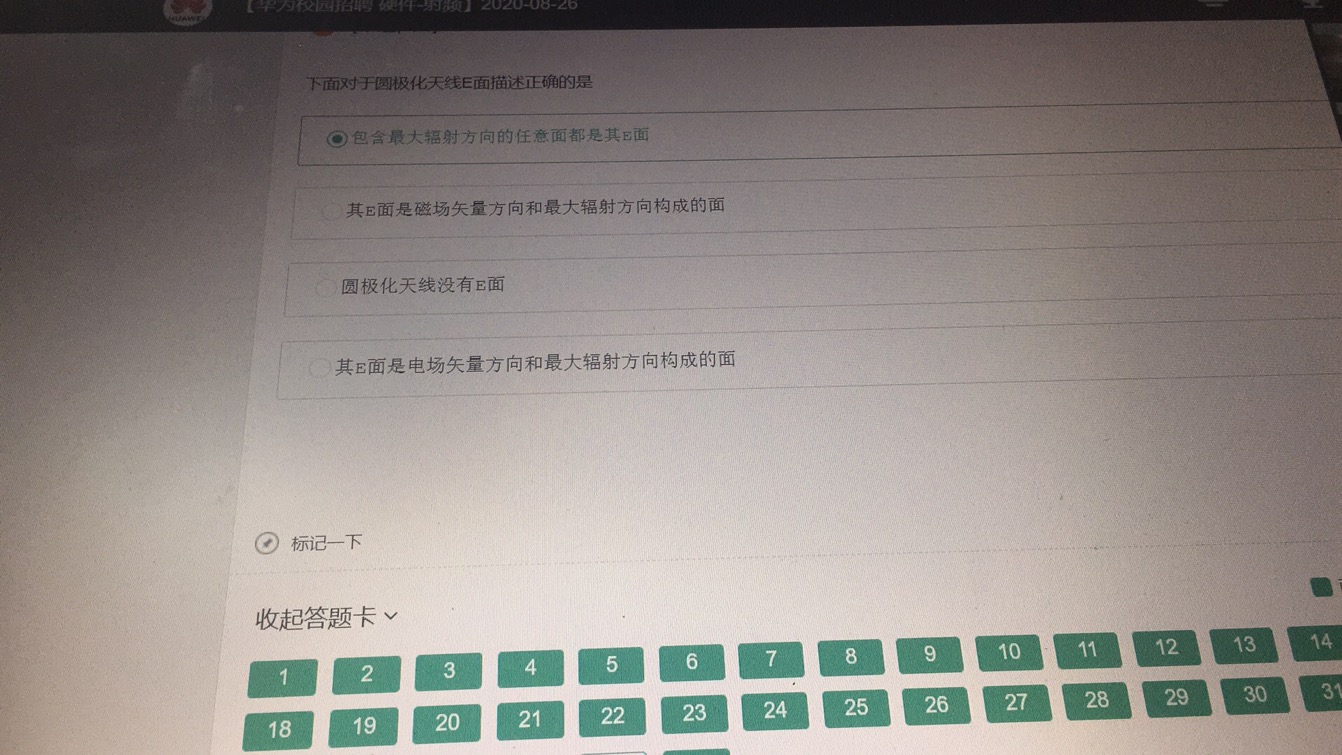 HUAWEI
【华为校园招聘 硬件-射频】2020-08-26
下面对于圆极化天线E面描述正确的是
包含最大辐射方向的任意面都是其E面
其E面是磁场矢量方向和最大辐射方向构成的面
圆极化天线没有E面
其E面是电场矢量方向和最大辐射方向构成的面
标记一下
收起答题卡
1 2 3 4 5 6 7 8 9 10 11 12 13 14
18 19 20 21 22 23 24 25 26 27 28 29 30 31